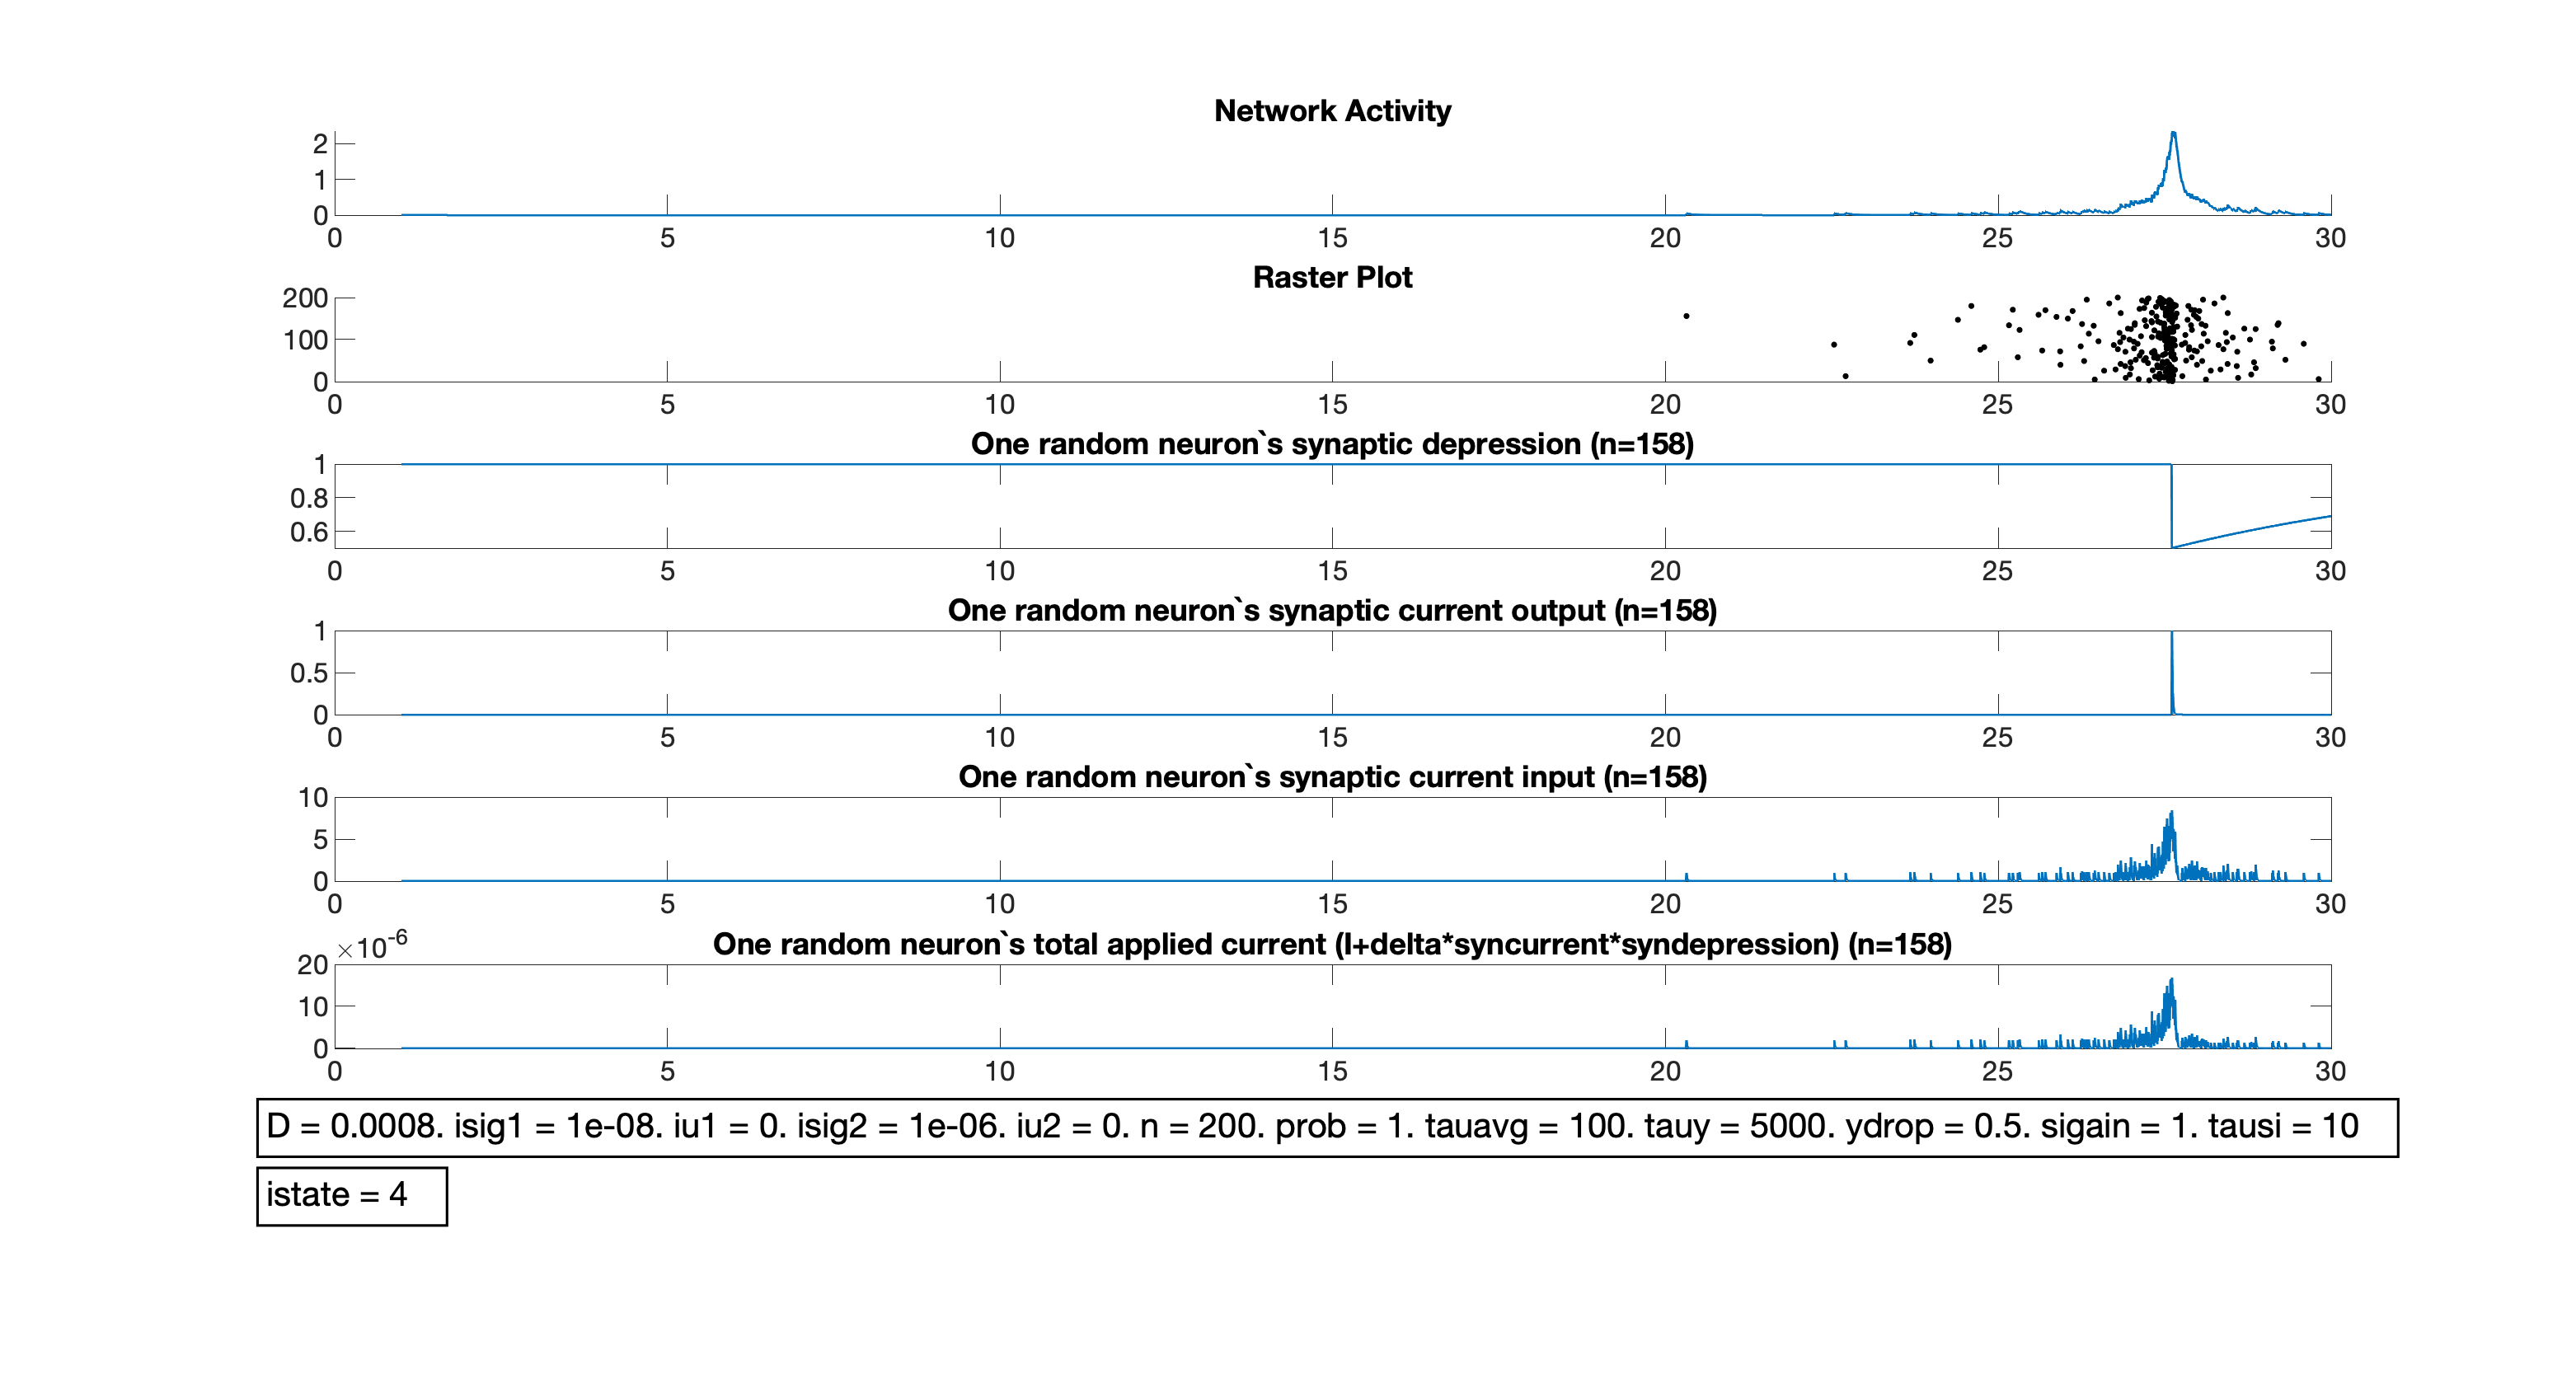 Network Activity
2
1
0
0 5 10 15 20 25 30
Raster Plot
200
100
0
0 5 10 15 20 25 30
One random neuron`s synaptic depression (n=158)
1
0.8
0.6
0 5 10 15 20 25 30
One random neuron`s synaptic current output (n=158)
1
0.5
0
0 5 10 15 20 25 30
One random neuron`s synaptic current input (n=158)
10
5
0
0 5 10 15 20 25 30
×10⁻⁶ One random neuron`s total applied current (I+delta*syncurrent*syndepression) (n=158)
20
10
0
0 5 10 15 20 25 30
D = 0.0008. isig1 = 1e-08. iu1 = 0. isig2 = 1e-06. iu2 = 0. n = 200. prob = 1. tauavg = 100. tauy = 5000. ydrop = 0.5. sigain = 1. tausi = 10
istate = 4